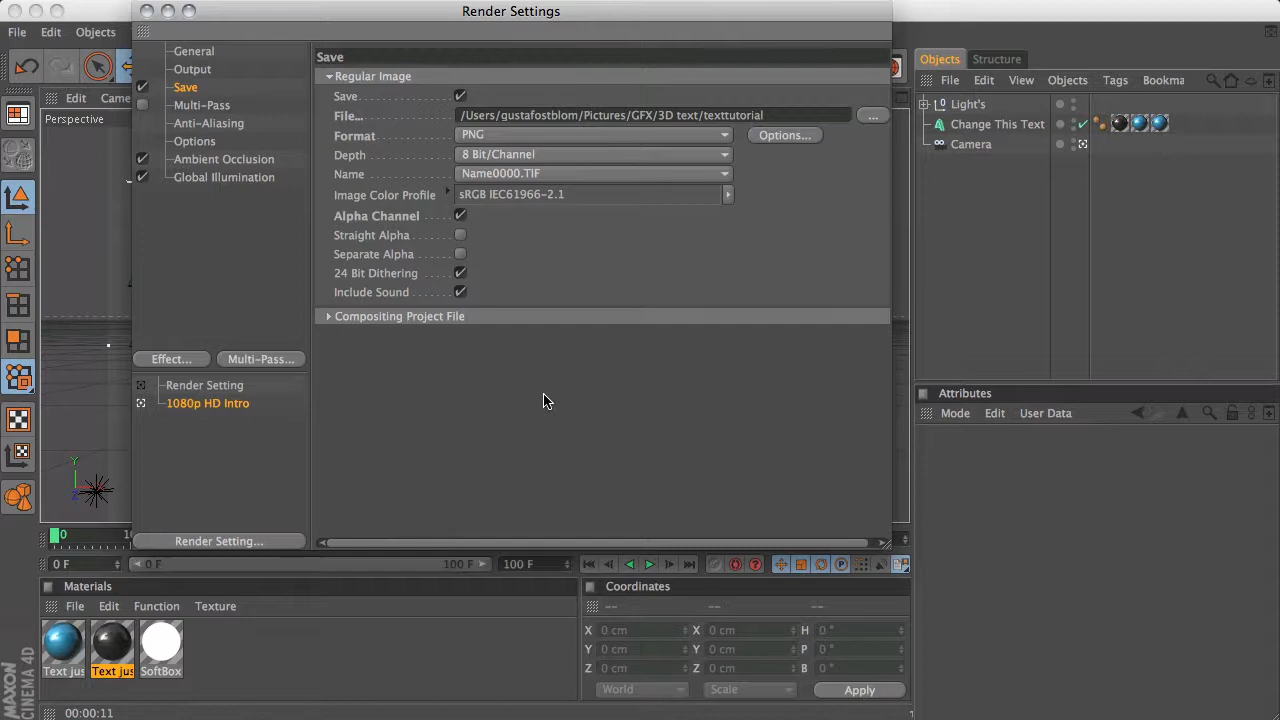 Render Settings
File Edit Objects
Edit Came
Perspective
General
Output
Save
Multi-Pass
Anti-Aliasing
Options
Ambient Occlusion
Global Illumination
Effect...
Multi-Pass...
Render Setting
1080p HD Intro
Render Setting...
Save
Regular Image
Save
File... /Users/gustafostblom/Pictures/GFX/3D text/texttutorial ...
Format PNG Options...
Depth 8 Bit/Channel
Name Name0000.TIF
Image Color Profile sRGB IEC61966-2.1
Alpha Channel
Straight Alpha
Separate Alpha
24 Bit Dithering
Include Sound
Compositing Project File
Objects Structure
File Edit View Objects Tags Bookma
Light's
Change This Text
Camera
Attributes
Mode Edit User Data
Y
Z
0 10
0 F 0 F 100 F 100 F
Materials
File Edit Function Texture
Text jus Text jus SoftBox
Coordinates
-- -- --
X 0 cm X 0 cm H 0 °
Y 0 cm Y 0 cm P 0 °
Z 0 cm Z 0 cm B 0 °
World Scale Apply
MAXON
CINEMA 4D
00:00:11